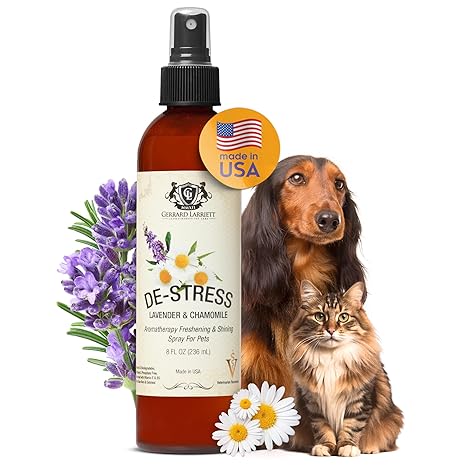 made in
USA
GL
GERRARD LARRIETT
DE-STRESS
LAVENDER & CHAMOMILE
Aromatherapy Freshening & Shining
Spray For Pets
8 FL OZ (236 mL)
Made in USA
V